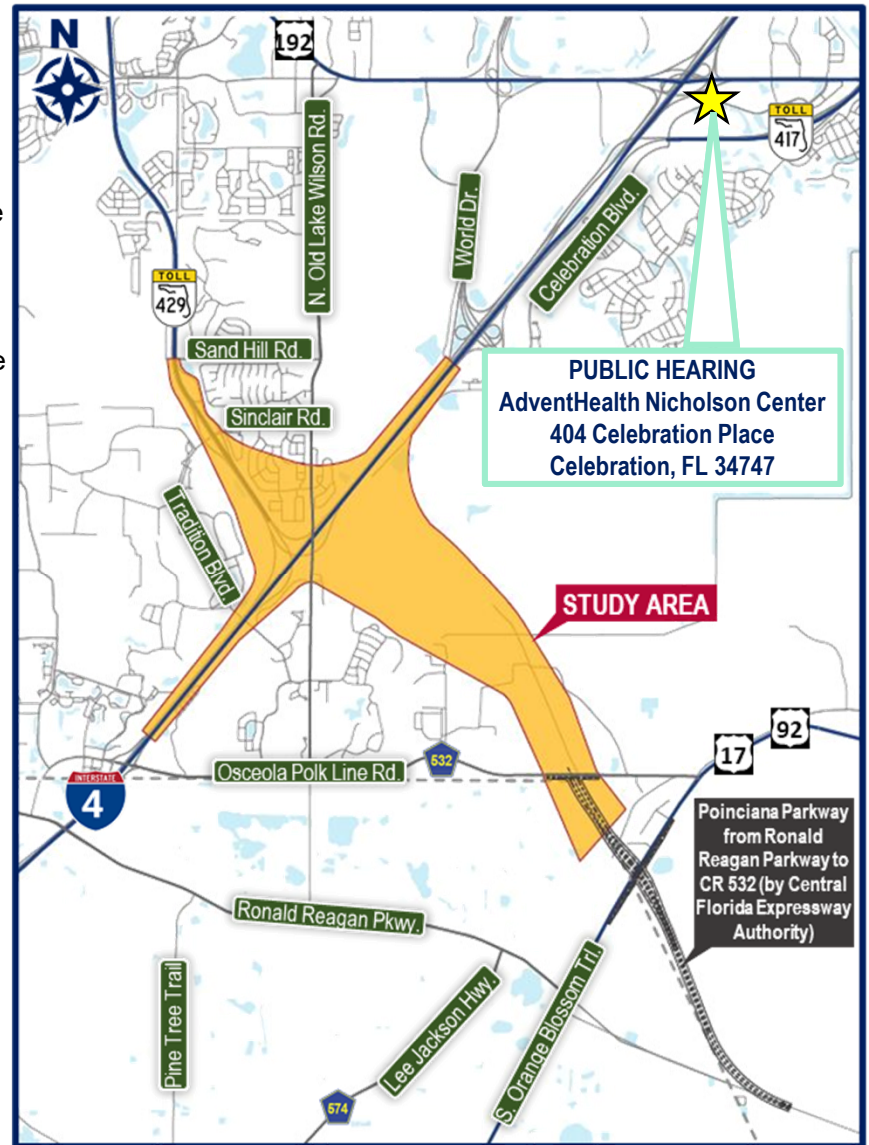 N
192
N. Old Lake Wilson Rd.
World Dr.
Celebration Blvd.
TOLL
417
TOLL
429
Sand Hill Rd.
Sinclair Rd.
PUBLIC HEARING
AdventHealth Nicholson Center
404 Celebration Place
Celebration, FL 34747
Tradition Blvd.
STUDY AREA
92
17
532
Osceola Polk Line Rd.
INTERSTATE
4
Poinciana Parkway
from Ronald
Reagan Parkway to
CR 532 (by Central
Florida Expressway
Authority)
Ronald Reagan Pkwy.
Pine Tree Trail
Lee Jackson Hwy.
S. Orange Blossom Trl.
574
e
e